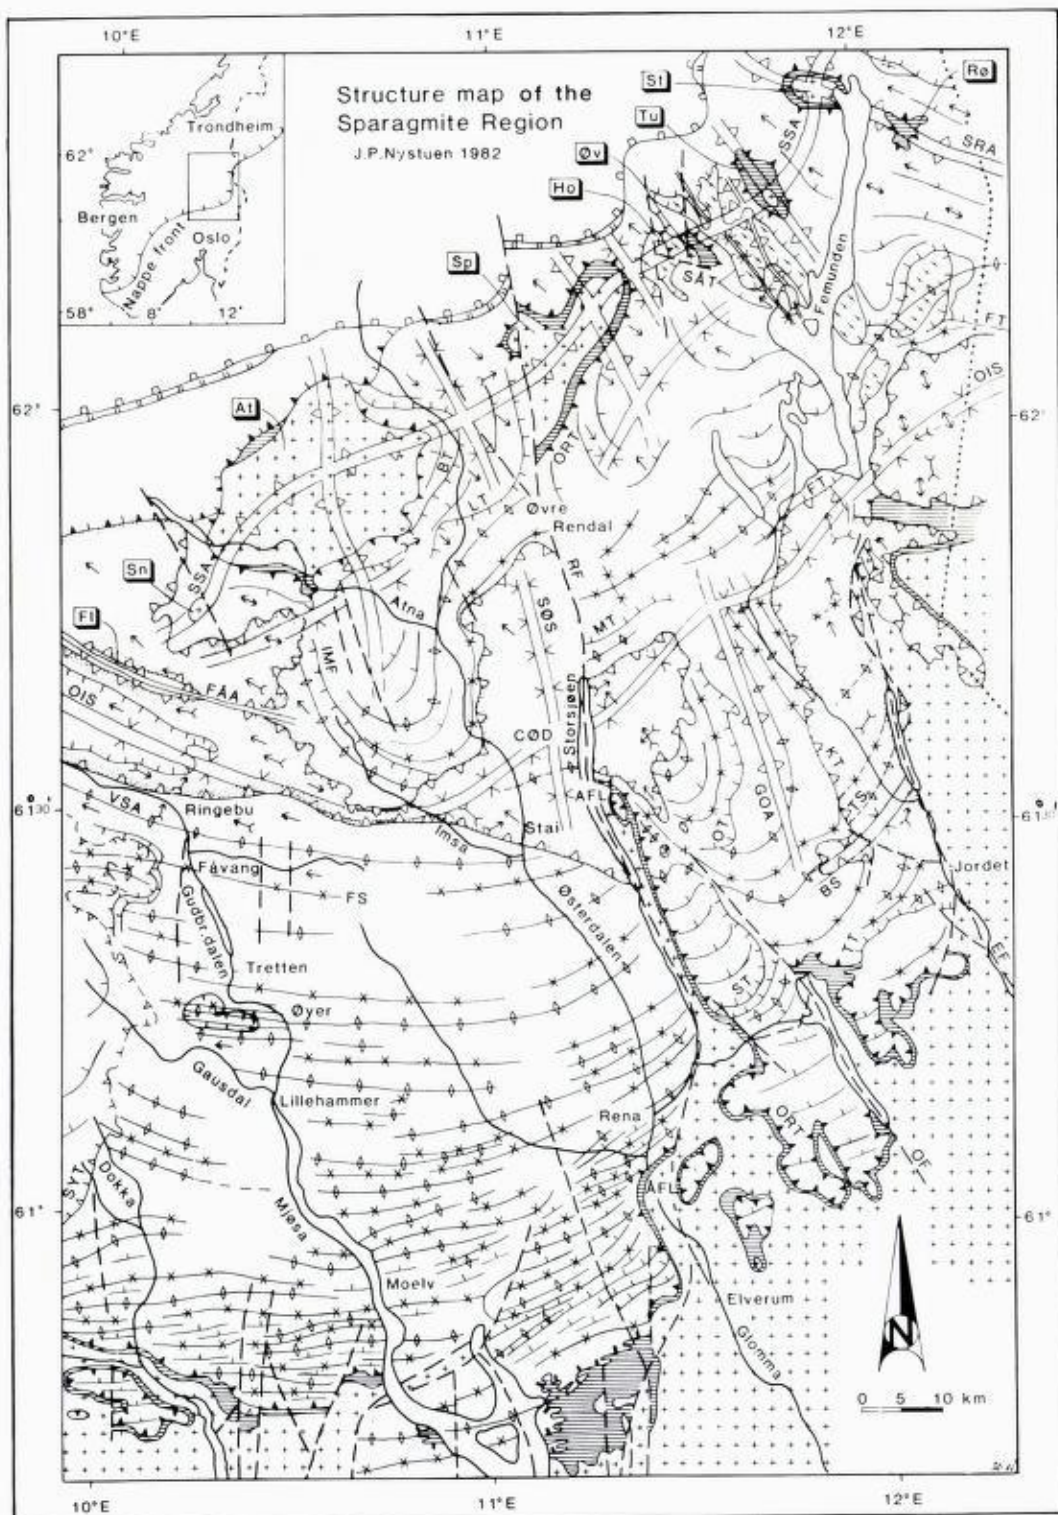 10°E
11°E
12°E
Structure map of the
Sparagmite Region
J.P. Nystuen 1982
Trondheim
62°
Bergen
Oslo
Nappe front
58°
8°
12°
St
Rø
Tu
Øv
Ho
Sp
SSA
SRA
SÅT
Femunden
FT
OIS
62°
62°
At
BT
LT
ORT
Øvre
Rendal
FT
Sn
SSA
Atna
RF
SØS
MT
Fl
IMF
FÅA
OIS
CØD
Storsjøen
KT
GOA
TS
61°30'
61°30'
VSA
Ringebu
AFL
Stai
Imsa
OT
Jordet
Fåvang
FS
BS
Østerdalen
Gudbr.dalen
TT
EF
Tretten
ST
Øyer
Gausdal
Lillehammer
Rena
ORT
OF
SYT
Dokka
AFL
61°
61°
Mjøsa
Moelv
Elverum
Glomma
N
0 5 10 km
10°E
11°E
12°E